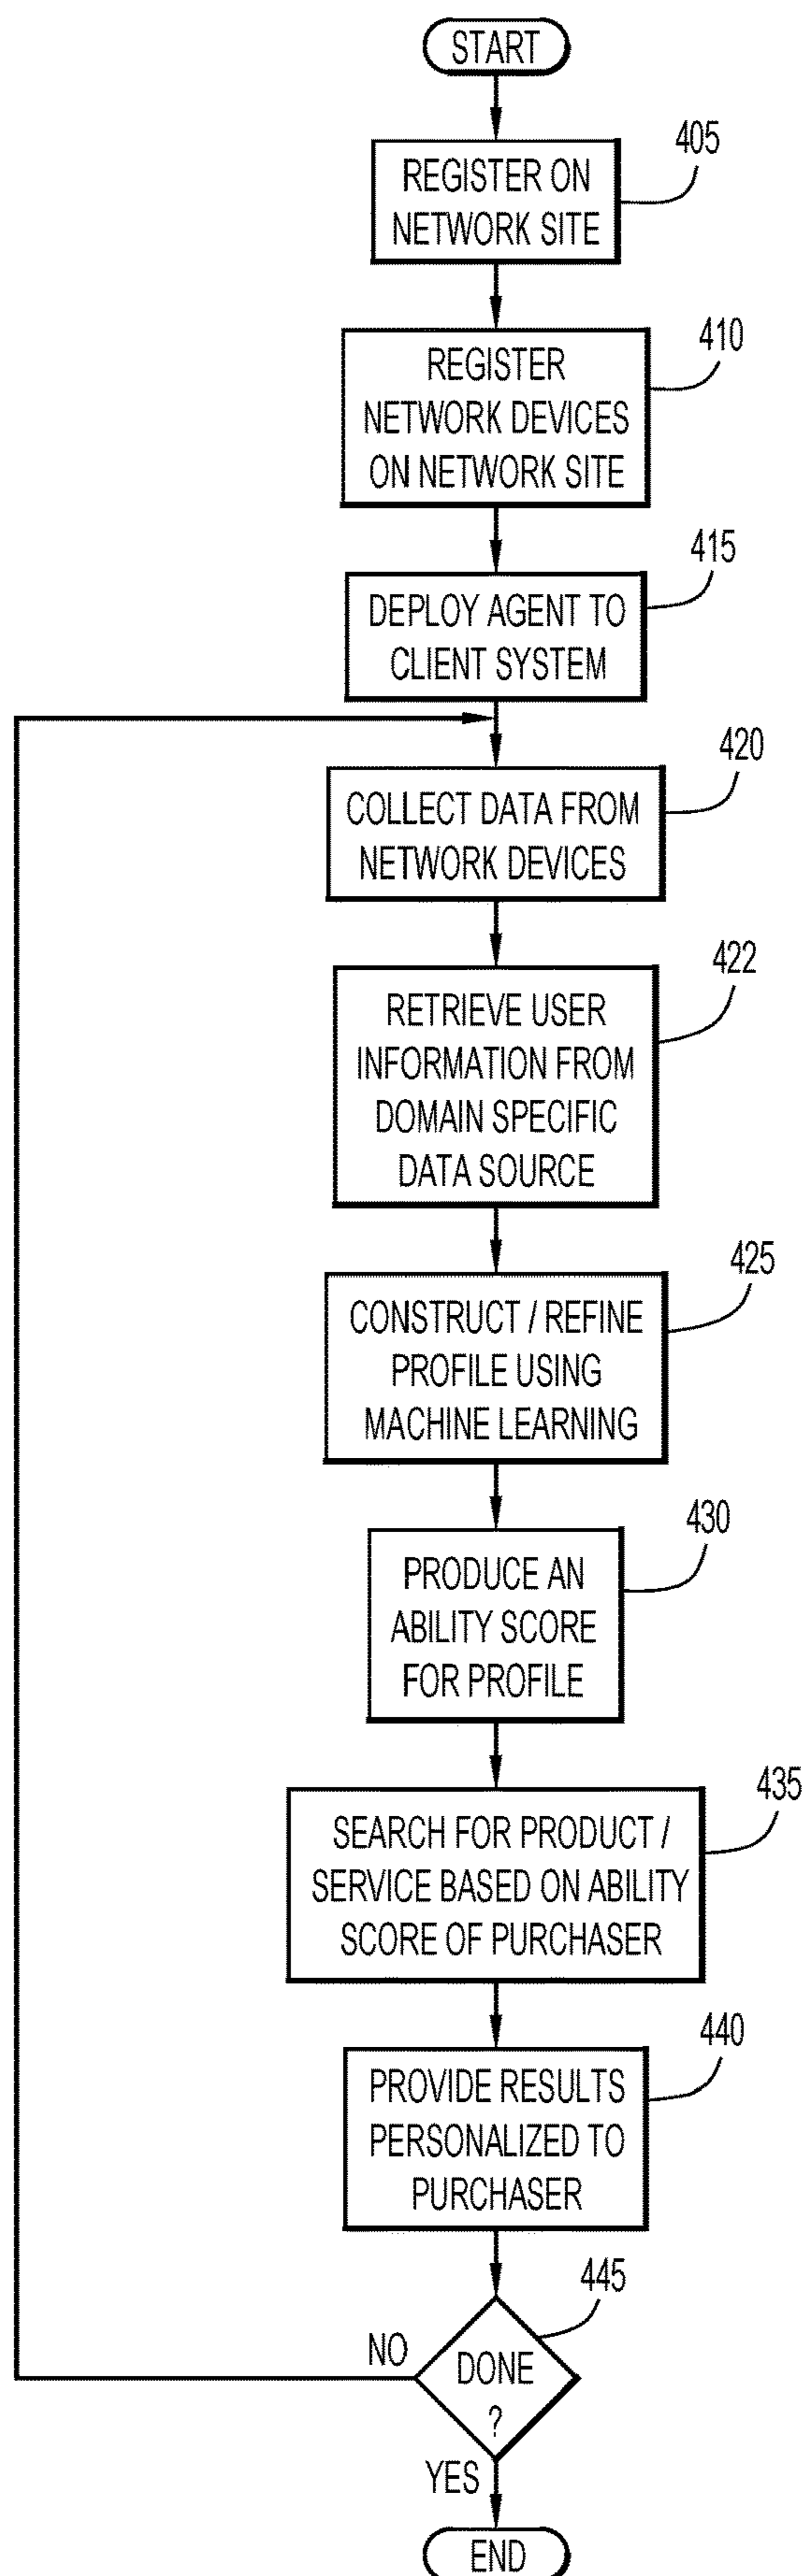 START
405
REGISTER ON
NETWORK SITE
410
REGISTER
NETWORK DEVICES
ON NETWORK SITE
415
DEPLOY AGENT TO
CLIENT SYSTEM
420
COLLECT DATA FROM
NETWORK DEVICES
422
RETRIEVE USER
INFORMATION FROM
DOMAIN SPECIFIC
DATA SOURCE
425
CONSTRUCT / REFINE
PROFILE USING
MACHINE LEARNING
430
PRODUCE AN
ABILITY SCORE
FOR PROFILE
435
SEARCH FOR PRODUCT /
SERVICE BASED ON ABILITY
SCORE OF PURCHASER
440
PROVIDE RESULTS
PERSONALIZED TO
PURCHASER
445
NO
DONE
?
YES
END